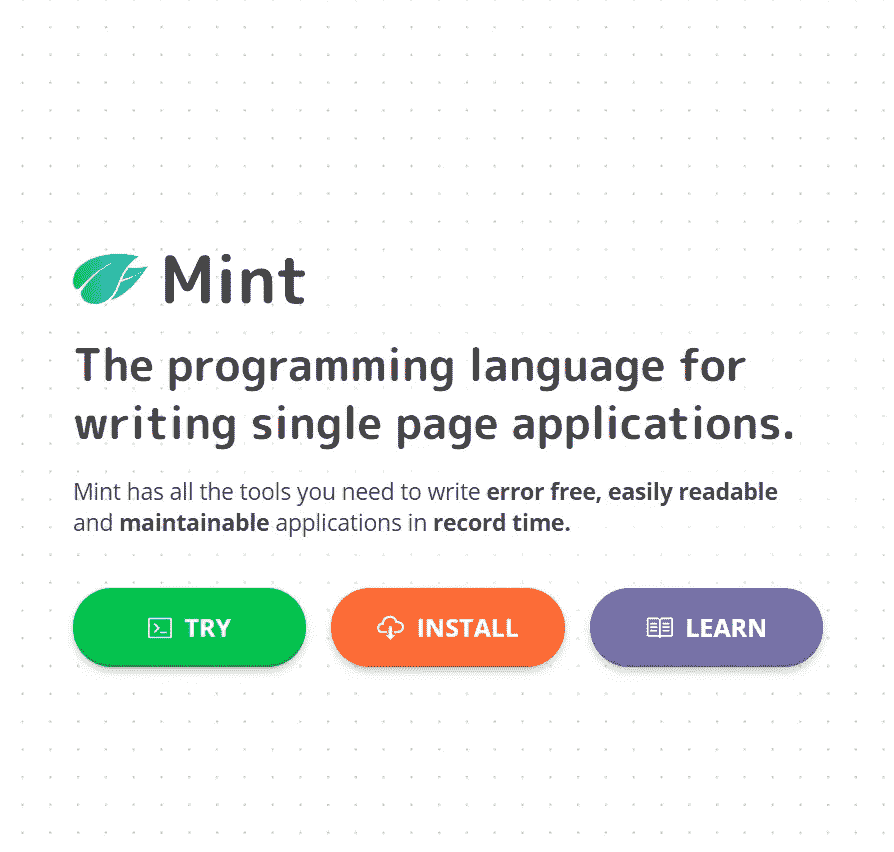 Mint
The programming language for
writing single page applications.
Mint has all the tools you need to write error free, easily readable
and maintainable applications in record time.
TRY
INSTALL
LEARN